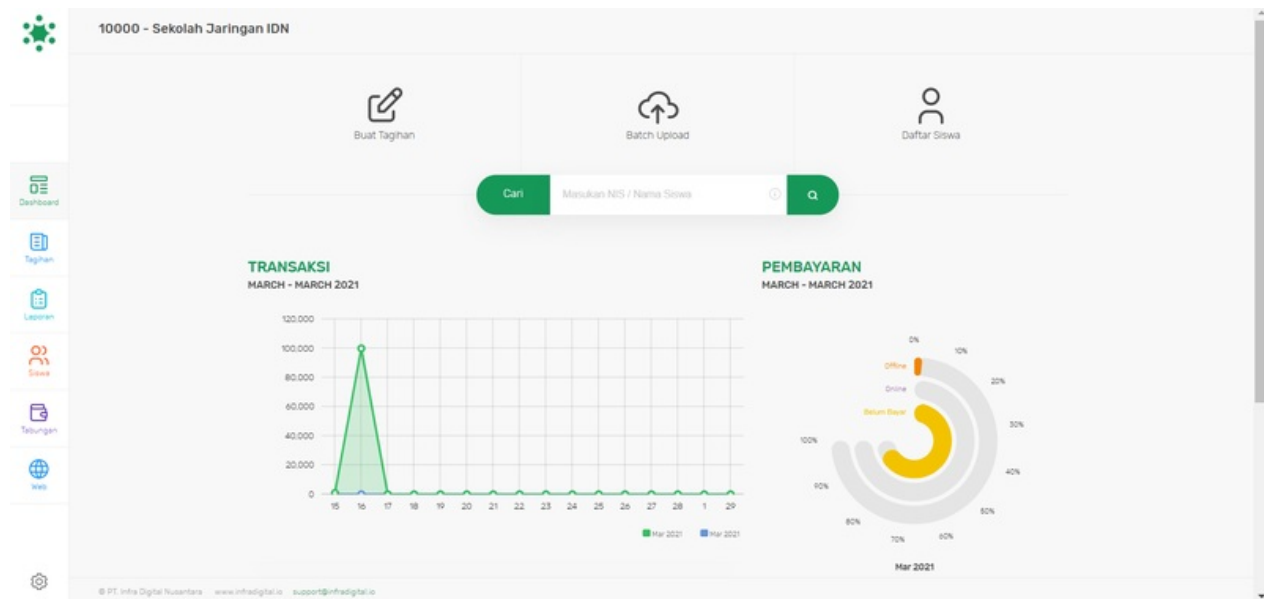 10000 - Sekolah Jaringan IDN
Buat Tagihan
Batch Upload
Daftar Siswa
Cari
Masukan NIS / Nama Siswa
Dashboard
Tagihan
Laporan
Siswa
Tabungan
Web
TRANSAKSI
MARCH - MARCH 2021
120,000
100,000
80,000
60,000
40,000
20,000
0
15 16 17 18 19 20 21 22 23 24 25 26 27 28 1 29
Mar 2021 Mar 2021
PEMBAYARAN
MARCH - MARCH 2021
Offline
Online
Belum Bayar
0%
10%
20%
30%
40%
50%
60%
70%
80%
90%
100%
Mar 2021
© PT. Infra Digital Nusantara www.infradigital.io support@infradigital.io